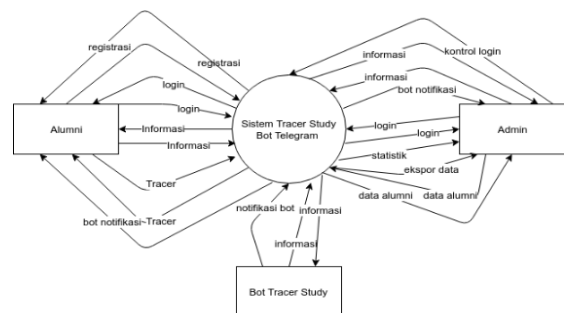 registrasi
registrasi
login
login
Alumni
Informasi
Informasi
Tracer
Tracer
bot notifikasi
Sistem Tracer Study
Bot Telegram
informasi
kontrol login
informasi
bot notifikasi
Admin
login
login
statistik
ekspor data
data alumni
data alumni
notifikasi bot
informasi
informasi
Bot Tracer Study